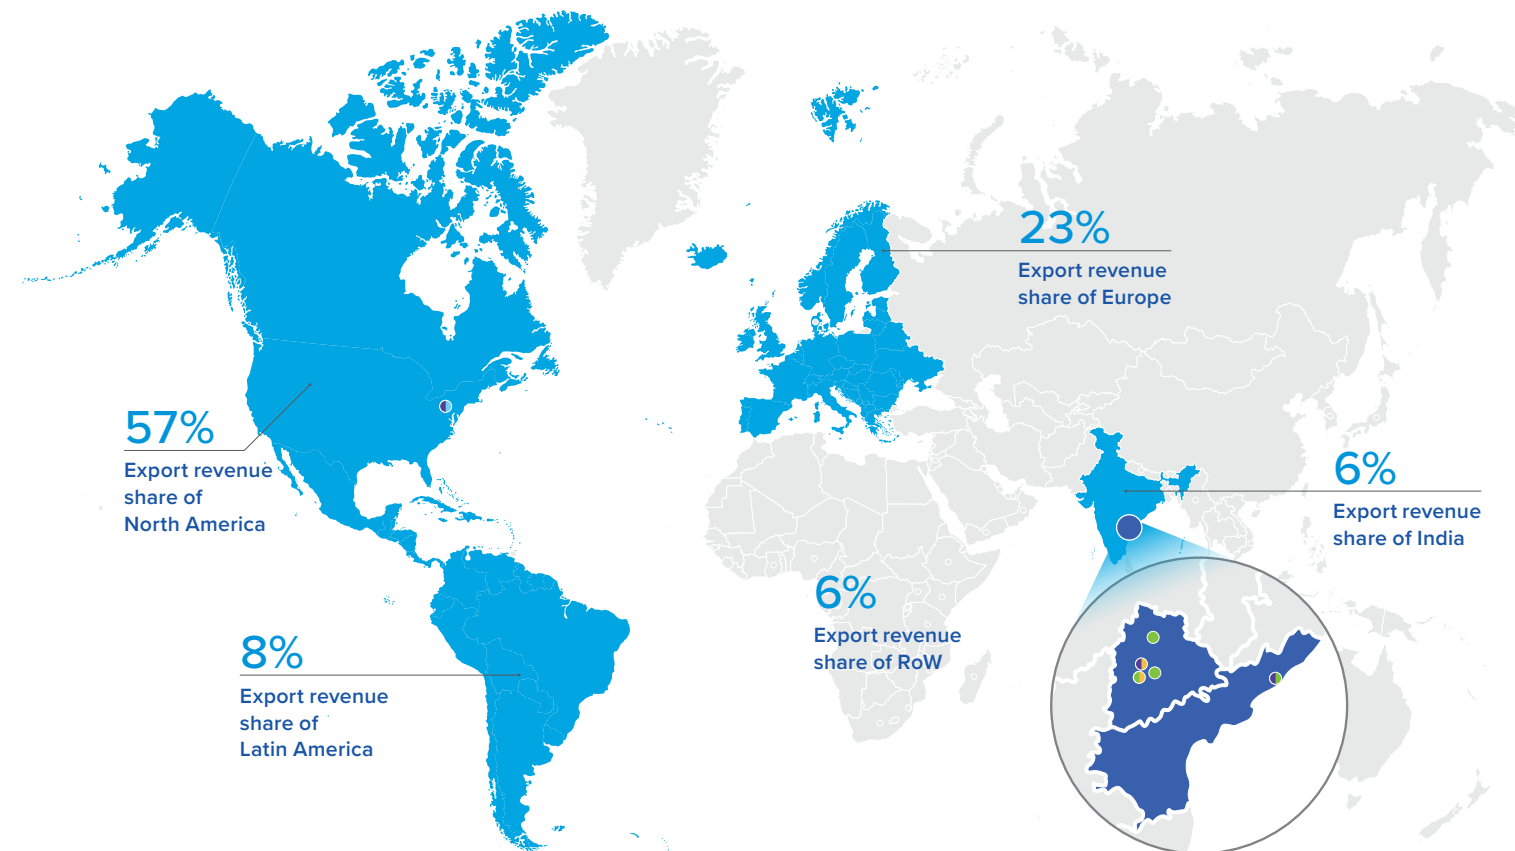 23%
Export revenue
share of Europe
57%
Export revenue
share of
North America
6%
Export revenue
share of India
6%
Export revenue
share of RoW
8%
Export revenue
share of
Latin America